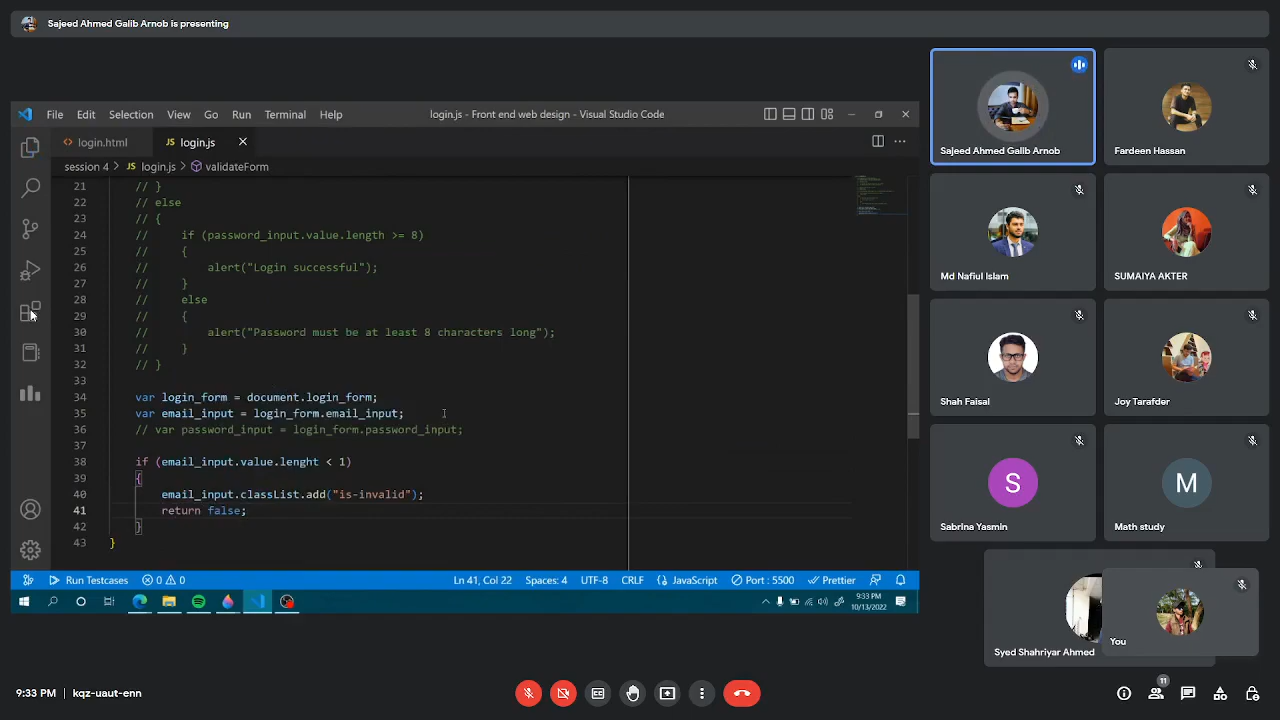 Sajeed Ahmed Galib Arnob is presenting
File Edit Selection View Go Run Terminal Help
login.js - Front end web design - Visual Studio Code
login.html
JS login.js
session 4 > JS login.js > validateForm
21 // }
22 // else
23 // {
24 // if (password_input.value.length >= 8)
25 // {
26 // alert("Login successful");
27 // }
28 // else
29 // {
30 // alert("Password must be at least 8 characters long");
31 // }
32 // }
33
34 var login_form = document.login_form;
35 var email_input = login_form.email_input;
36 // var password_input = login_form.password_input;
37
38 if (email_input.value.lenght < 1)
39 {
40 email_input.classList.add("is-invalid");
41 return false;
42 }
43 }
Run Testcases 0 0 Ln 41, Col 22 Spaces: 4 UTF-8 CRLF JavaScript Port : 5500 Prettier
9:33 PM
10/13/2022
Sajeed Ahmed Galib Arnob
Fardeen Hassan
Md Nafiul Islam
SUMAIYA AKTER
Shah Faisal
Joy Tarafder
S
Sabrina Yasmin
M
Math study
Syed Shahriyar Ahmed
You
9:33 PM | kqz-uaut-enn
11